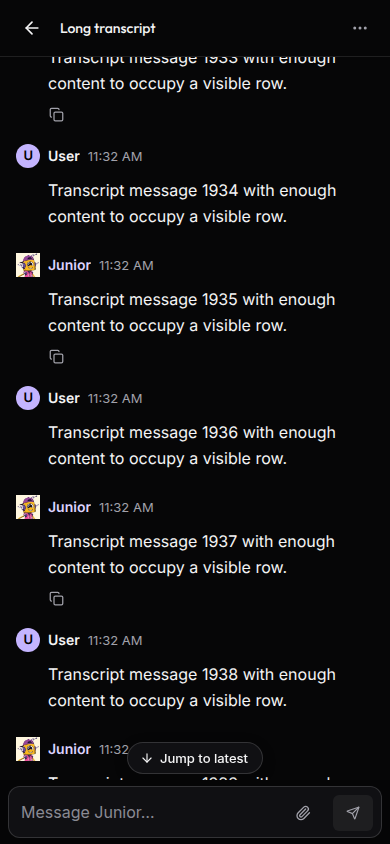 Long transcript
Transcript message 1933 with enough
content to occupy a visible row.
U User 11:32 AM
Transcript message 1934 with enough
content to occupy a visible row.
Junior 11:32 AM
Transcript message 1935 with enough
content to occupy a visible row.
U User 11:32 AM
Transcript message 1936 with enough
content to occupy a visible row.
Junior 11:32 AM
Transcript message 1937 with enough
content to occupy a visible row.
U User 11:32 AM
Transcript message 1938 with enough
content to occupy a visible row.
Junior 11:32
Jump to latest
Message Junior...